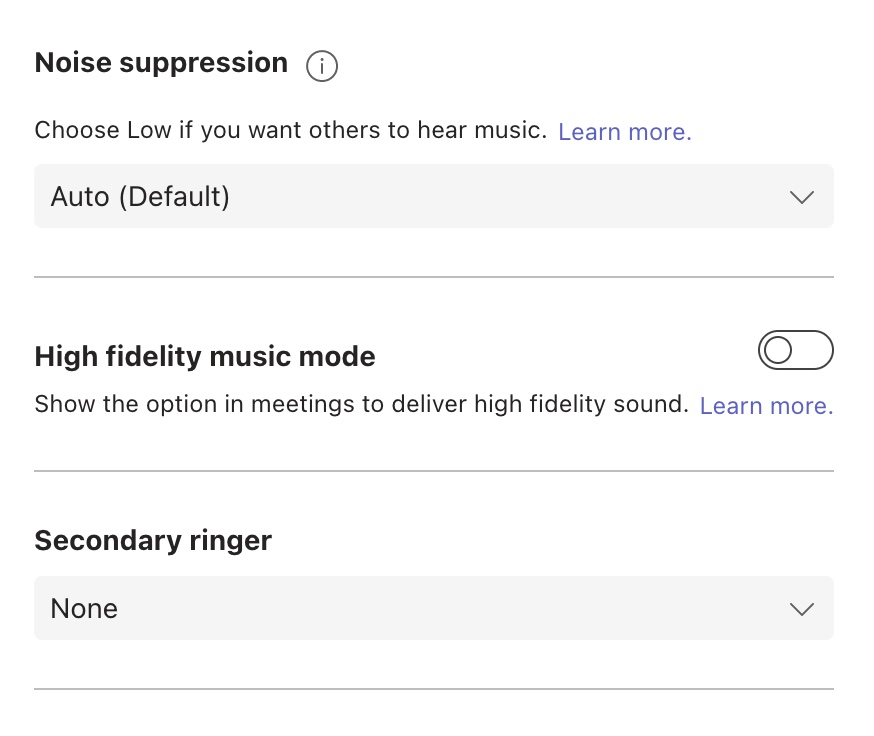 Noise suppression
Choose Low if you want others to hear music. Learn more.
Auto (Default)
High fidelity music mode
Show the option in meetings to deliver high fidelity sound. Learn more.
Secondary ringer
None